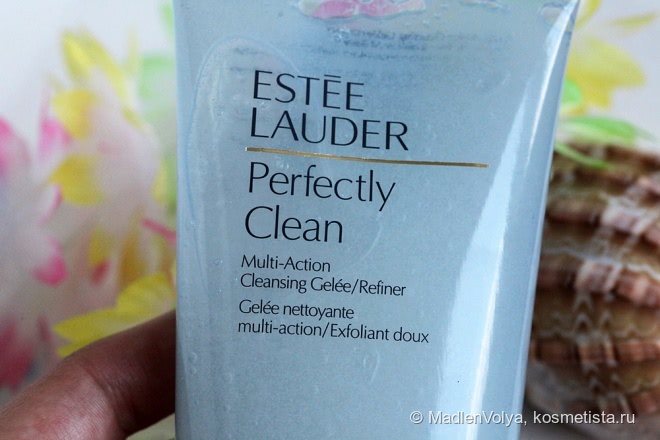 ESTĒE
LAUDER
Perfectly
Clean
Multi-Action
Cleansing Gelée/Refiner
Gelée nettoyante
multi-action/Exfoliant doux
© MadlenVolya, kosmetista.ru